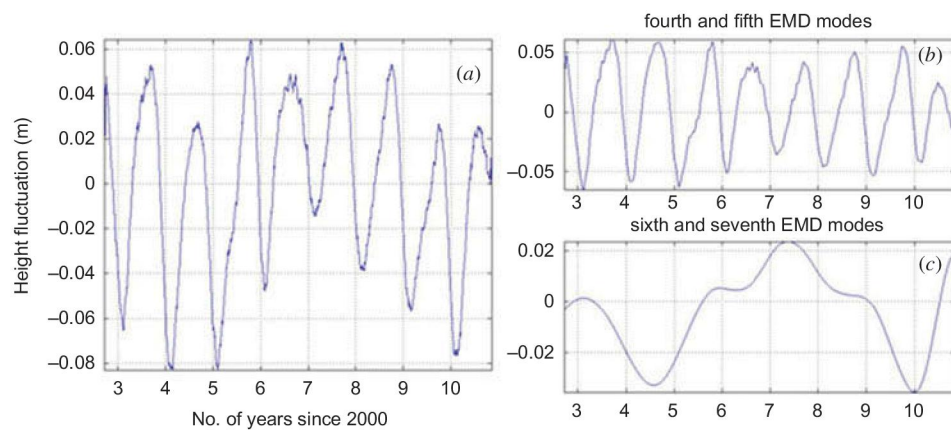 fourth and fifth EMD modes
0.06
0.04
0.02
0
−0.02
−0.04
−0.06
−0.08
Height fluctuation (m)
(a)
3 4 5 6 7 8 9 10
No. of years since 2000
0.05
0
−0.05
(b)
3 4 5 6 7 8 9 10
sixth and seventh EMD modes
0.02
0
−0.02
(c)
3 4 5 6 7 8 9 10